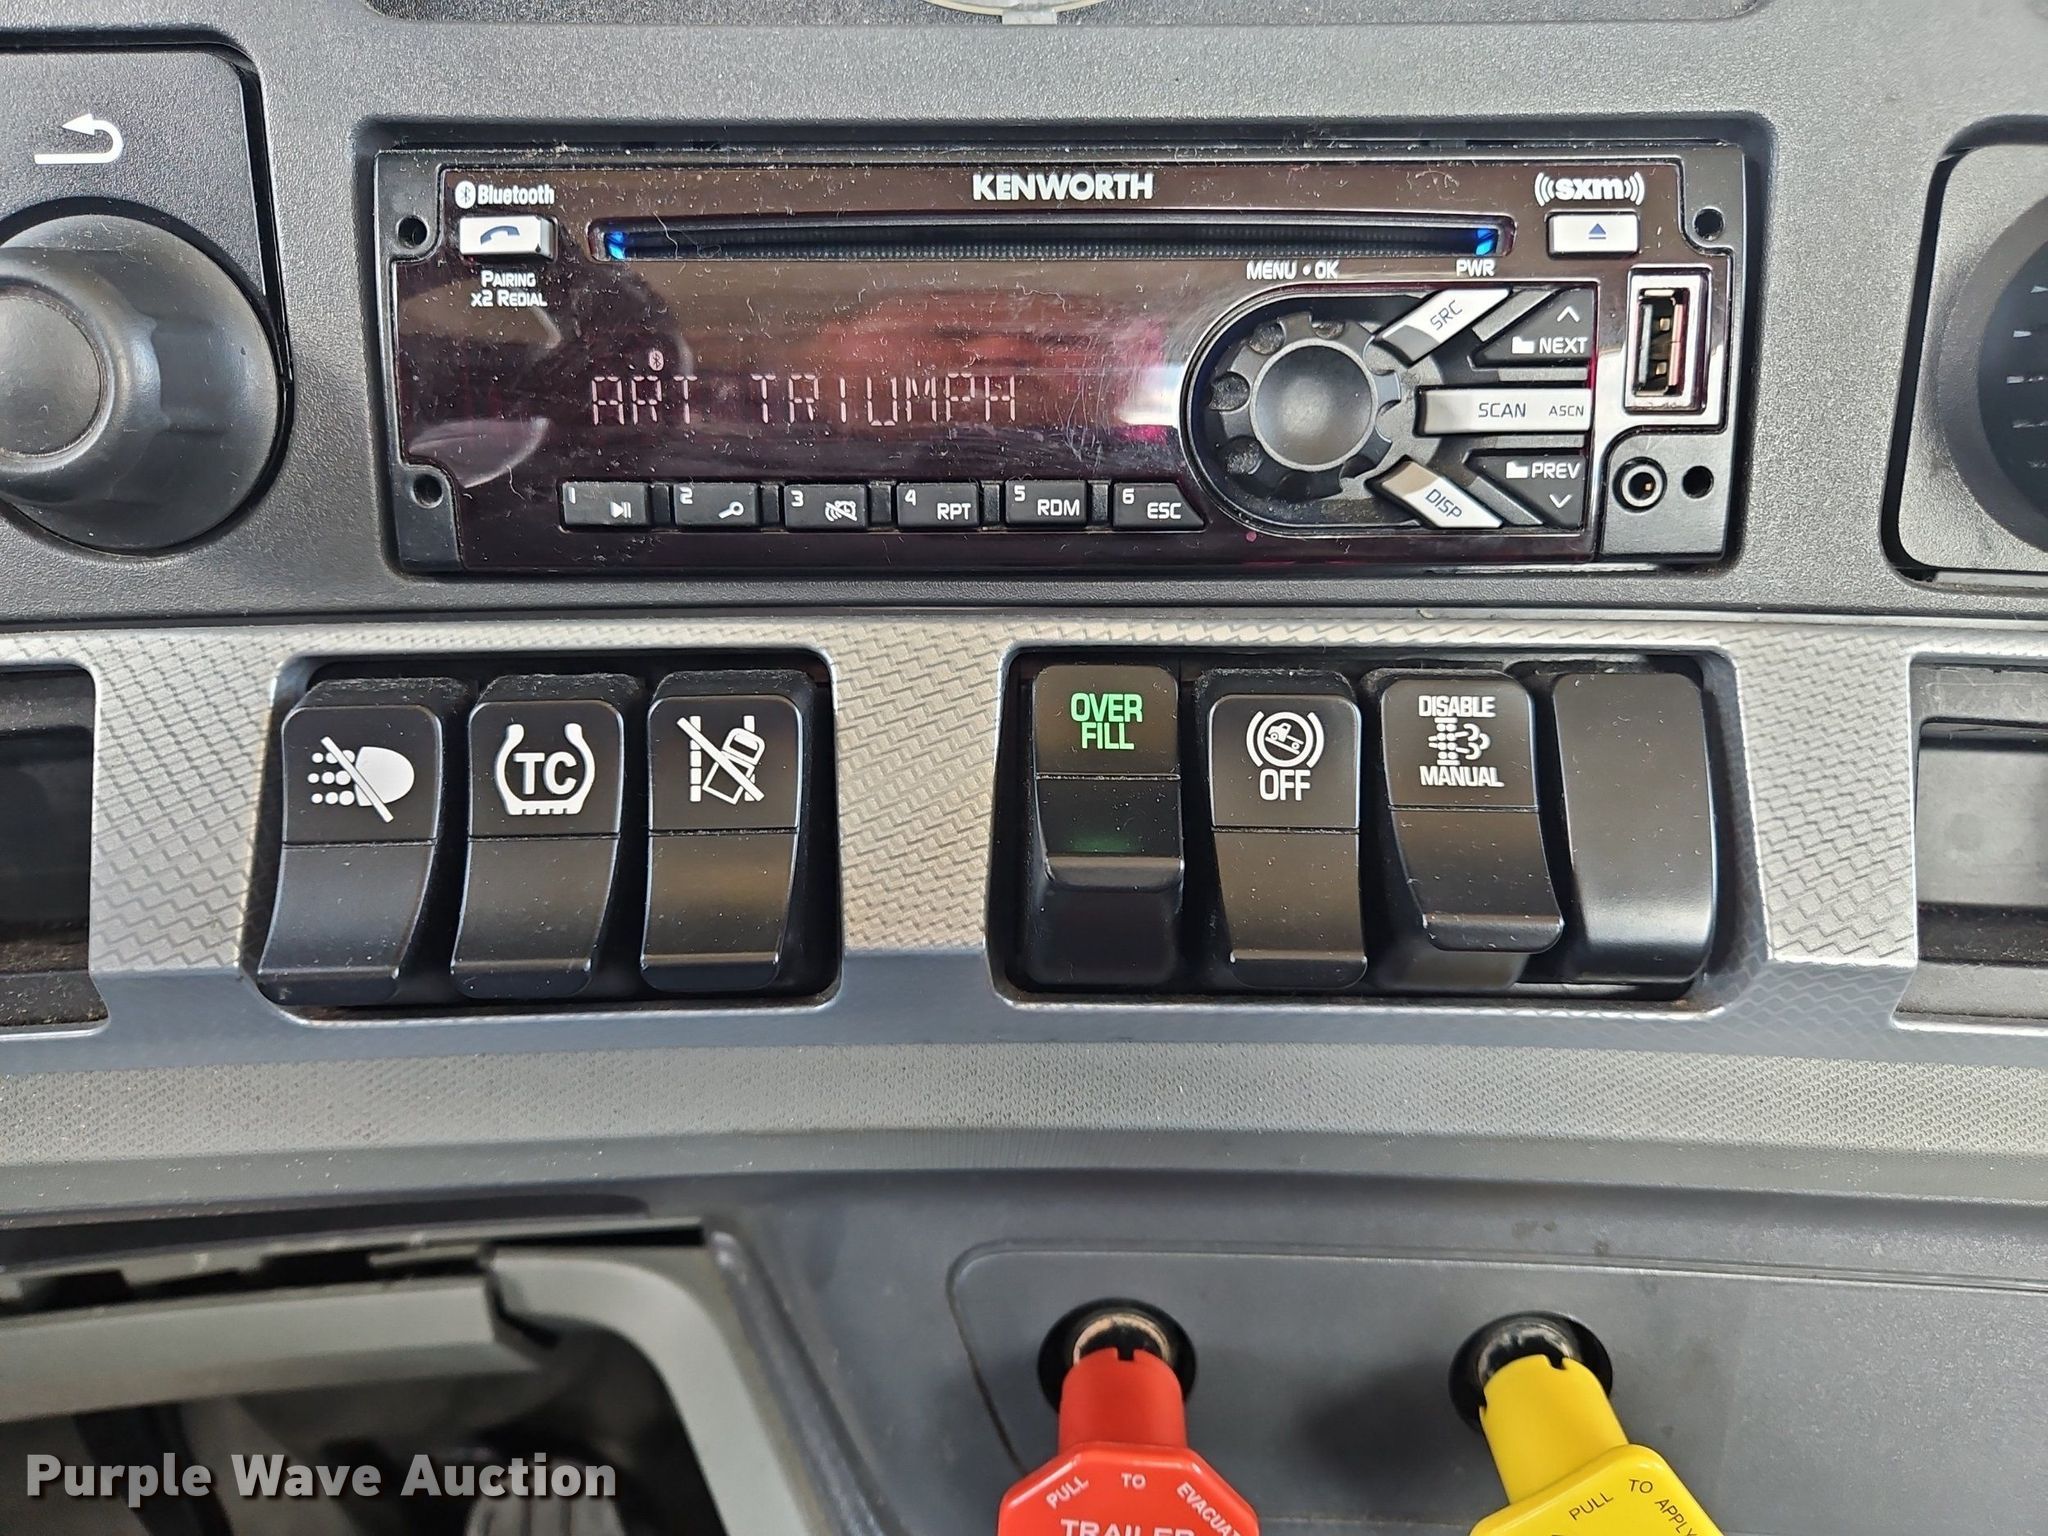 Bluetooth
KENWORTH
((sxm))
PAIRING
x2 REDIAL
MENU • OK
PWR
SRC
NEXT
ART TRIUMPH
SCAN ASCN
PREV
DISP
1
2
3
4 RPT
5 RDM
6 ESC
TC
OVER
FILL
OFF
DISABLE
MANUAL
PULL TO EVACUAT
TRAILER
PULL TO APPLY
Purple Wave Auction